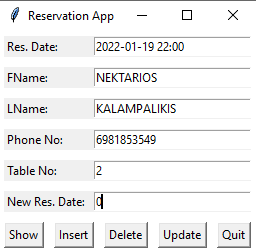 Reservation App
Res. Date: 2022-01-19 22:00
FName: NEKTARIOS
LName: KALAMPALIKIS
Phone No: 6981853549
Table No: 2
New Res. Date: 0
Show Insert Delete Update Quit